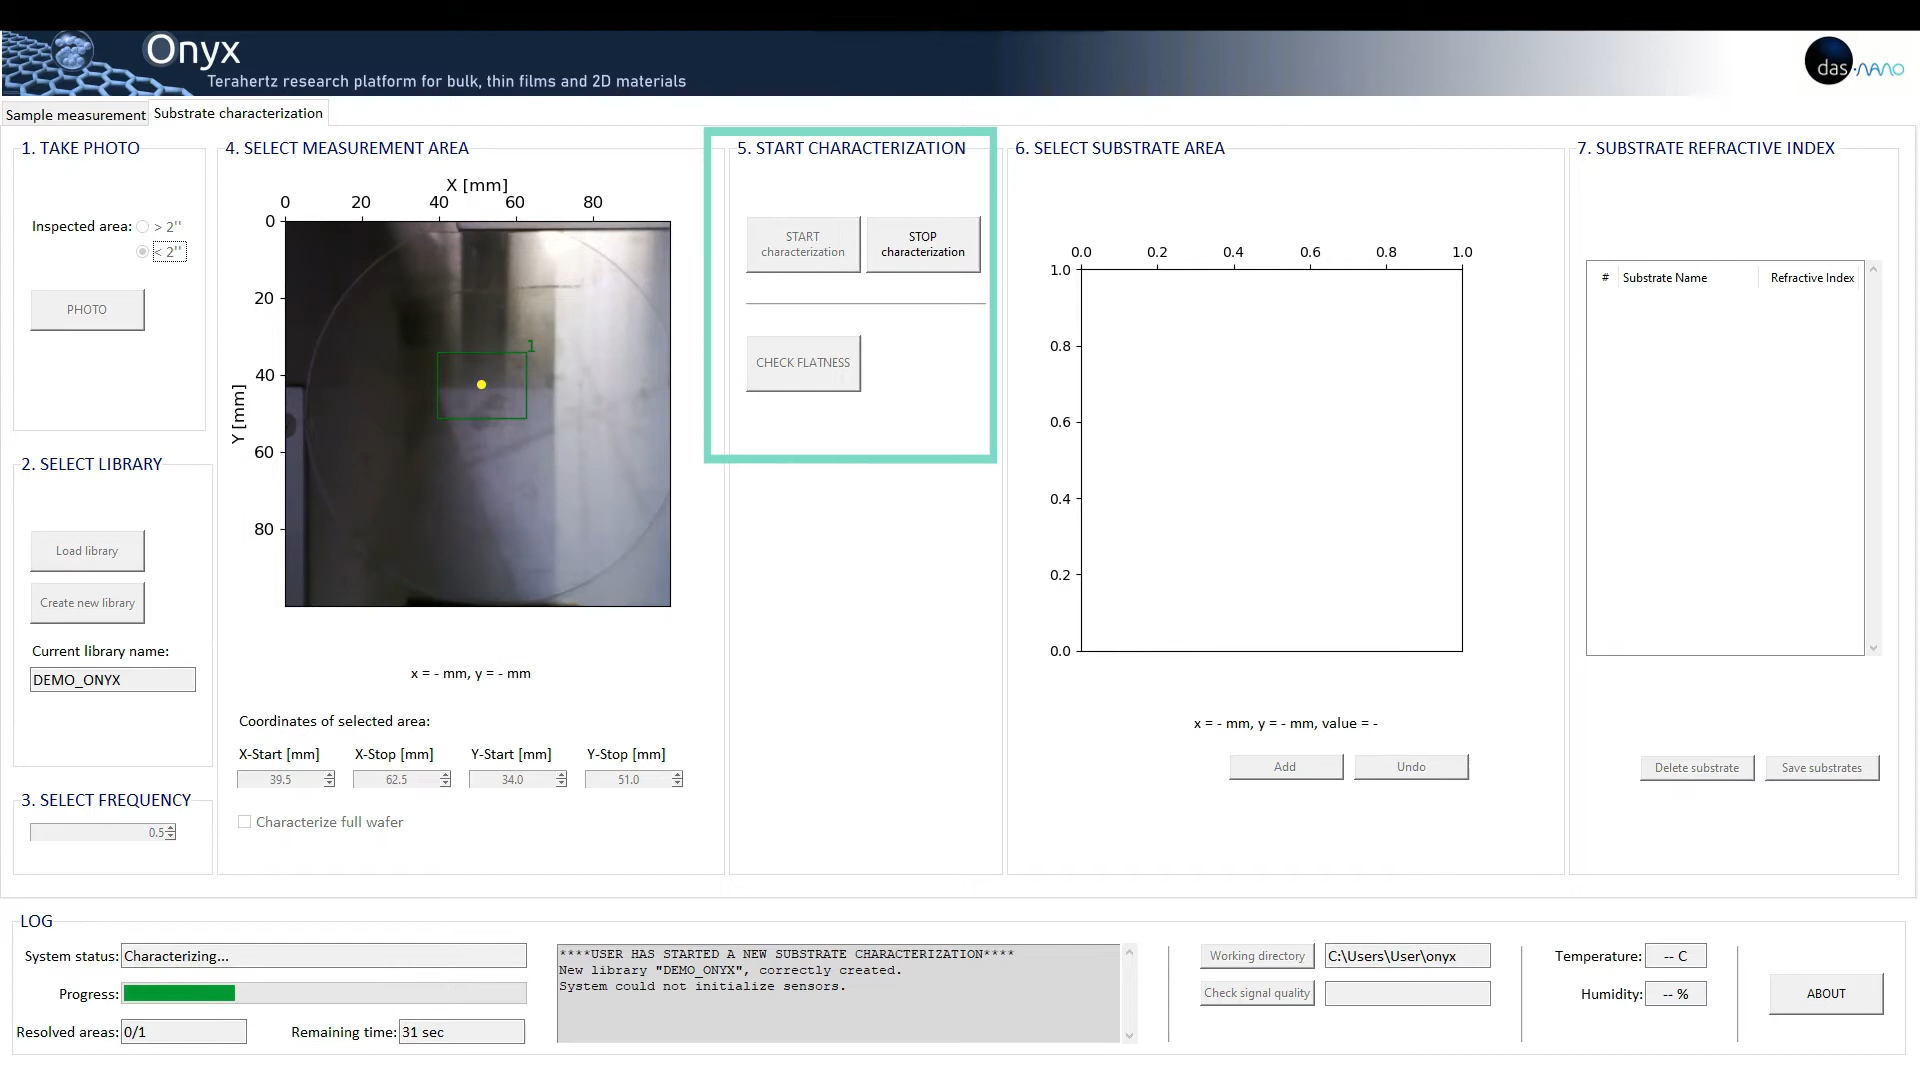 Onyx
Terahertz research platform for bulk, thin films and 2D materials
das-nano
Sample measurement
Substrate characterization
1. TAKE PHOTO
Inspected area:
> 2''
< 2''
PHOTO
2. SELECT LIBRARY
Load library
Create new library
Current library name:
DEMO_ONYX
3. SELECT FREQUENCY
0.5
4. SELECT MEASUREMENT AREA
X [mm]
0 20 40 60 80
0
20
40
60
80
Y [mm]
1
x = - mm, y = - mm
Coordinates of selected area:
X-Start [mm] X-Stop [mm] Y-Start [mm] Y-Stop [mm]
39.5 62.5 34.0 51.0
Characterize full wafer
5. START CHARACTERIZATION
START
characterization
STOP
characterization
CHECK FLATNESS
6. SELECT SUBSTRATE AREA
0.0 0.2 0.4 0.6 0.8 1.0
1.0
0.8
0.6
0.4
0.2
0.0
x = - mm, y = - mm, value = -
Add Undo
7. SUBSTRATE REFRACTIVE INDEX
# Substrate Name Refractive Index
Delete substrate Save substrates
LOG
System status: Characterizing...
Progress:
Resolved areas: 0/1 Remaining time: 31 sec
****USER HAS STARTED A NEW SUBSTRATE CHARACTERIZATION****
New library "DEMO_ONYX", correctly created.
System could not initialize sensors.
Working directory C:\Users\User\onyx
Check signal quality
Temperature: -- C
Humidity: -- %
ABOUT